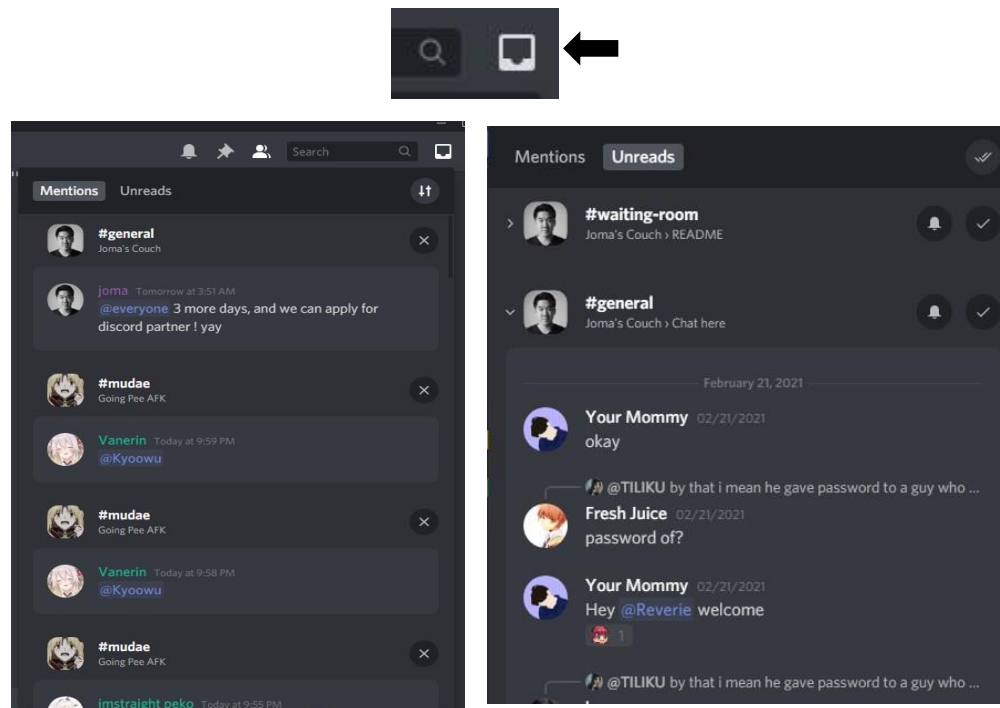 Search
Mentions Unreads
#general
Joma's Couch
joma Tomorrow at 3:51 AM
@everyone 3 more days, and we can apply for
discord partner ! yay
#mudae
Going Pee AFK
Vanerin Today at 9:59 PM
@Kyoowu
#mudae
Going Pee AFK
Vanerin Today at 9:58 PM
@Kyoowu
#mudae
Going Pee AFK
imstraight peko Today at 9:55 PM
Mentions Unreads
#waiting-room
Joma's Couch › README
#general
Joma's Couch › Chat here
February 21, 2021
Your Mommy 02/21/2021
okay
@TILIKU by that i mean he gave password to a guy who ...
Fresh Juice 02/21/2021
password of?
Your Mommy 02/21/2021
Hey @Reverie welcome
1
@TILIKU by that i mean he gave password to a guy who ...